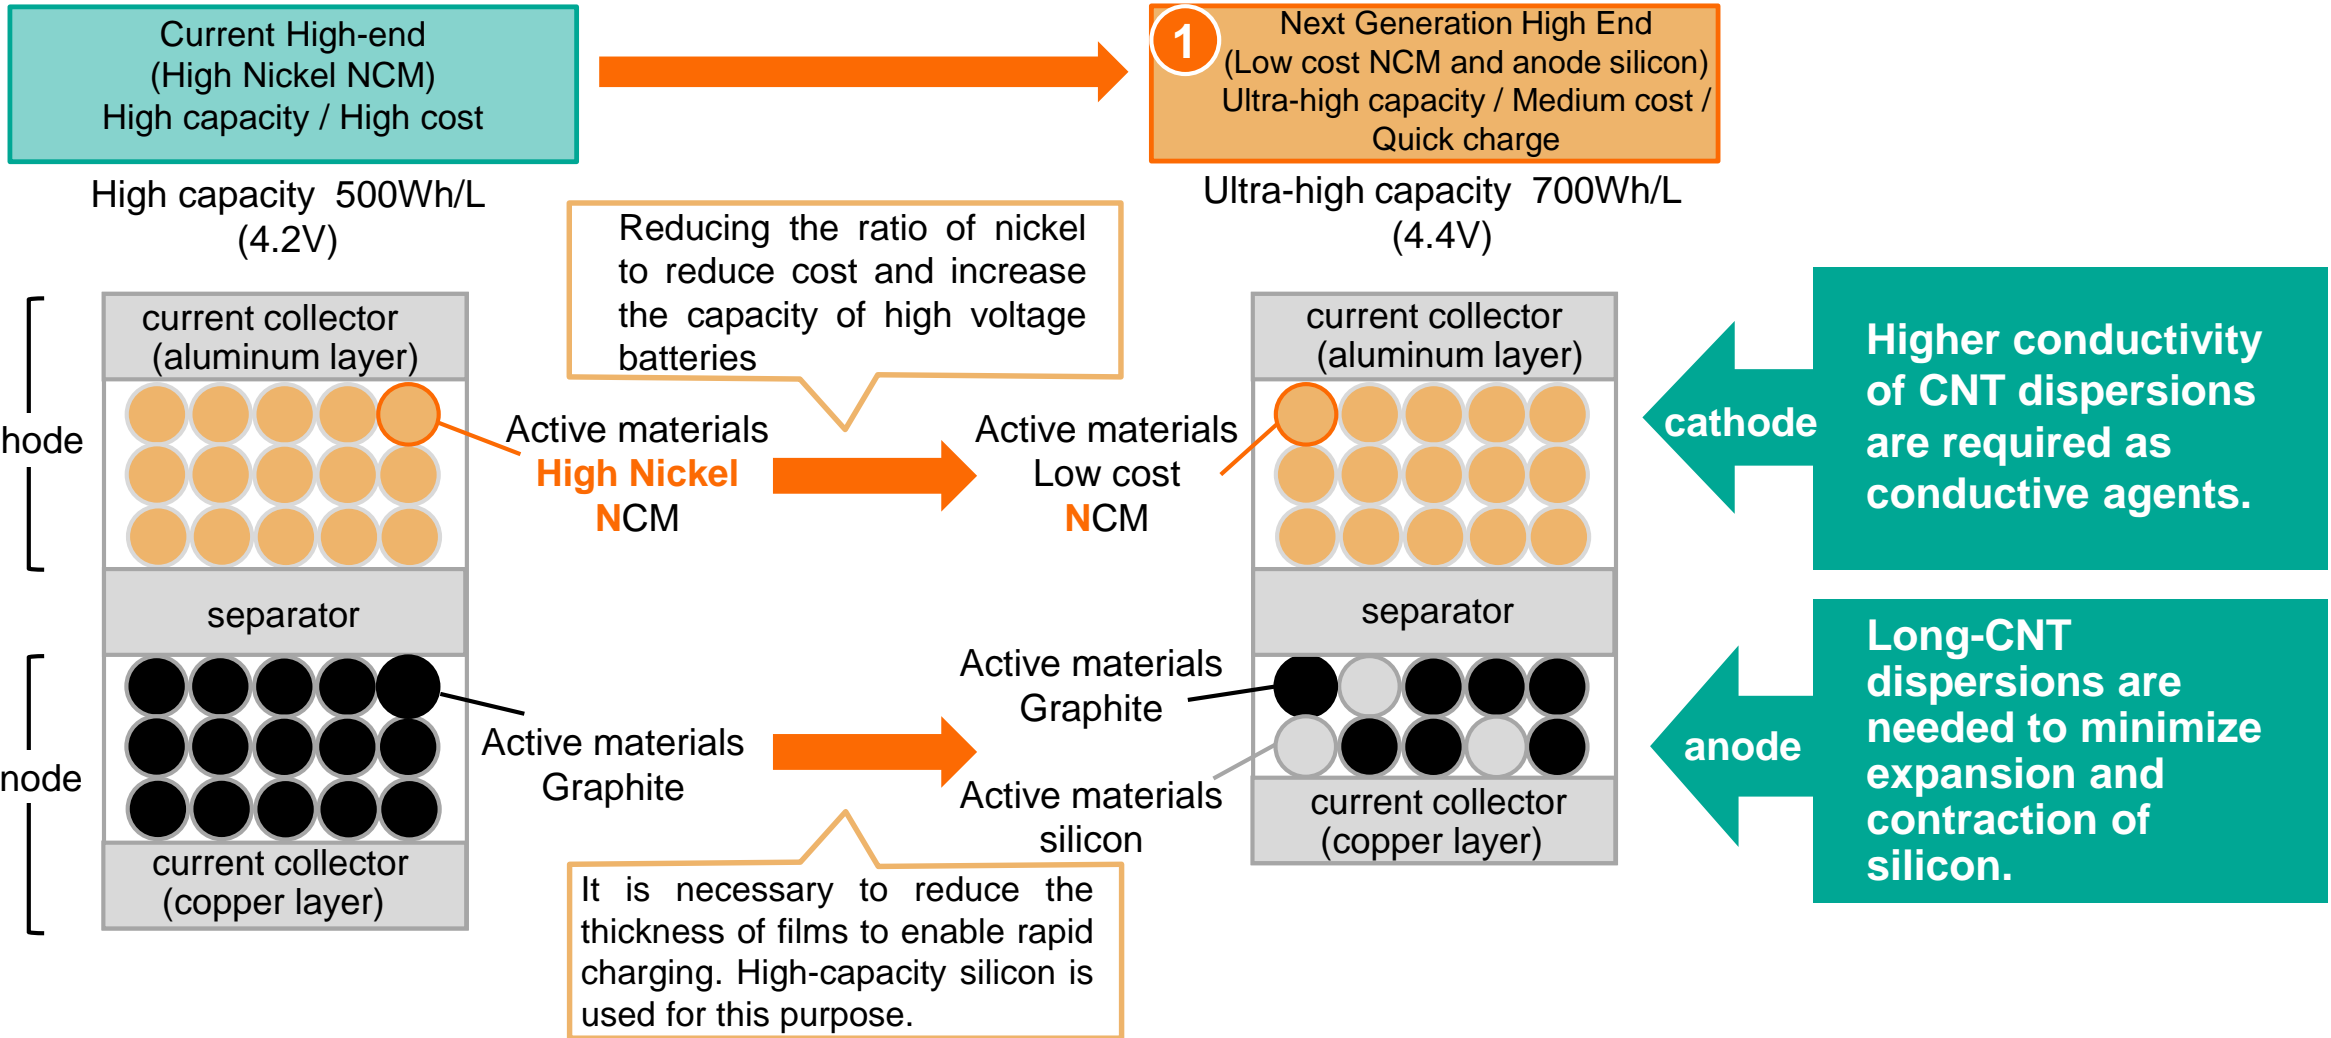 Current High-end
(High Nickel NCM)
High capacity / High cost
1
Next Generation High End
(Low cost NCM and anode silicon)
Ultra-high capacity / Medium cost /
Quick charge
High capacity 500Wh/L
(4.2V)
Ultra-high capacity 700Wh/L
(4.4V)
Reducing the ratio of nickel
to reduce cost and increase
the capacity of high voltage
batteries
current collector
(aluminum layer)
hode
Active materials
High Nickel
NCM
separator
node
Active materials
Graphite
current collector
(copper layer)
Active materials
Low cost
NCM
current collector
(aluminum layer)
separator
Active materials
Graphite
Active materials
silicon
current collector
(copper layer)
It is necessary to reduce the
thickness of films to enable rapid
charging. High-capacity silicon is
used for this purpose.
cathode
Higher conductivity
of CNT dispersions
are required as
conductive agents.
anode
Long-CNT
dispersions are
needed to minimize
expansion and
contraction of
silicon.